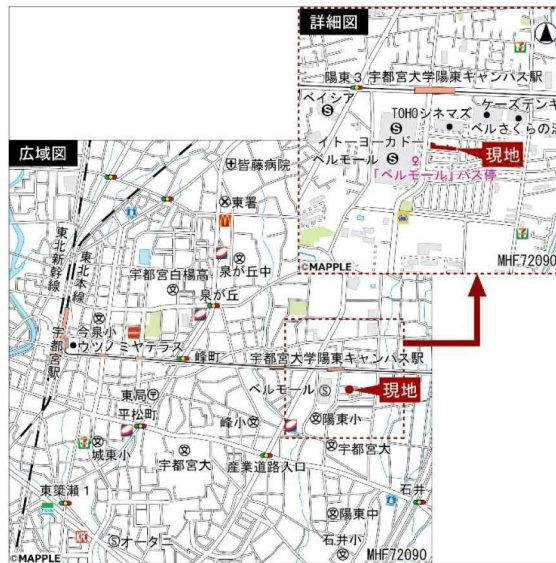 詳細図
陽東3
宇都宮大学陽東キャンパス駅
ベイシア
TOHOシネマズ
ケーズデンキ
ベルさくらの湯
イトーヨーカドー
ベルモール
現地
「ベルモール」バス停
©MAPPLE
MHF72090
広域図
皆藤病院
東署
東北新幹線
東北本線
宇都宮白楊高
泉が丘中
泉が丘
今泉小
ウツノミヤテラス
宇都宮駅
峰町
宇都宮大学陽東キャンパス駅
ベルモール
現地
東局
平松町
峰小
陽東小
城東小
宇都宮大
宇都宮大
産業道路入口
東簗瀬1
石井
陽東中
オータニ
石井小
©MAPPLE
MHF72090